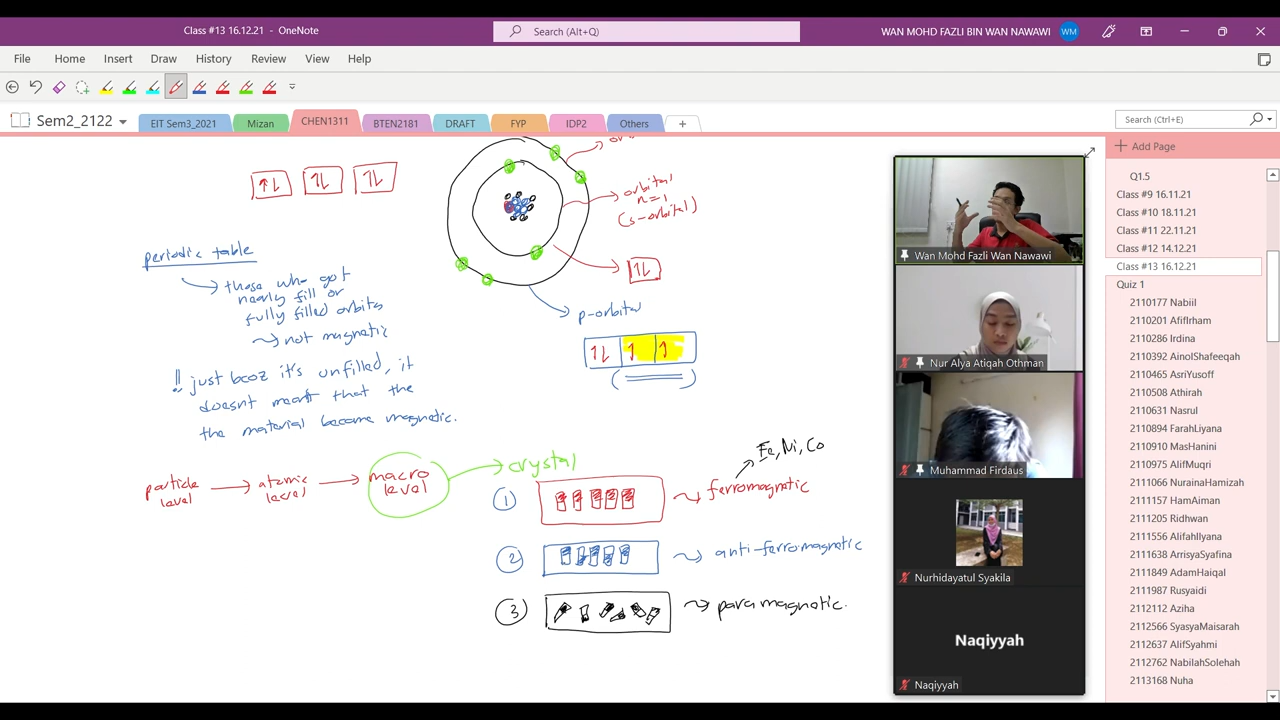 Class #13 16.12.21 - OneNote
Search (Alt+Q)
WAN MOHD FAZLI BIN WAN NAWAWI
WM
File Home Insert Draw History Review View Help
Sem2_2122
EIT Sem3_2021
Mizan
CHEN1311
BTEN2181
DRAFT
FYP
IDP2
Others
Search (Ctrl+E)
Add Page
orbital
n=1
(s-orbital)
p-orbital
periodic table
those who got
nearly fill or
fully filled orbits
not magnetic
!! just becoz it's unfilled, it
doesnt mean that the
the material become magnetic.
particle
level
atomic
level
macro
level
crystal
Fe, Ni, Co
1
ferromagnetic
2
anti-ferromagnetic
3
paramagnetic.
Wan Mohd Fazli Wan Nawawi
Nur Alya Atiqah Othman
Muhammad Firdaus
Nurhidayatul Syakila
Naqiyyah
Naqiyyah
Q1.5
Class #9 16.11.21
Class #10 18.11.21
Class #11 22.11.21
Class #12 14.12.21
Class #13 16.12.21
Quiz 1
2110177 Nabiil
2110201 AfifIrham
2110286 Irdina
2110392 AinolShafeeqah
2110465 AsriYusoff
2110508 Athirah
2110631 Nasrul
2110894 FarahLiyana
2110910 MasHanini
2110975 AlifMuqri
2111066 NurainaHamizah
2111157 HamAiman
2111205 Ridhwan
2111556 AlifahIlyana
2111638 ArrisyaSyafina
2111849 AdamHaiqal
2111987 Rusyaidi
2112112 Aziha
2112566 SyasyaMaisarah
2112637 AlifSyahmi
2112762 NabilahSolehah
2113168 Nuha